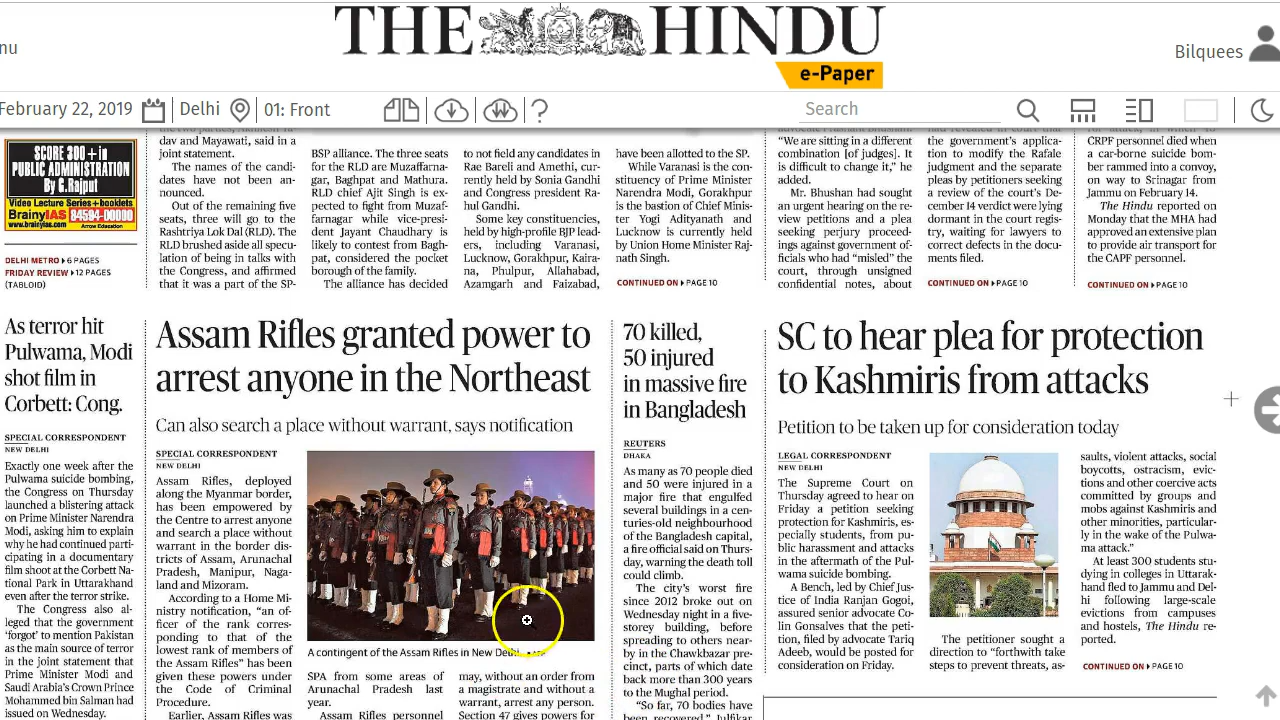 THE HINDU
e-Paper
nu
Bilquees
February 22, 2019
Delhi
01: Front
Search
SCORE 300+in
PUBLIC ADMINISTRATION
By G.Rajput
Video Lecture Series+booklets
BrainyIAS 84594-00000
www.brainyias.com Arrow Education
DELHI METRO 6 PAGES
FRIDAY REVIEW 12 PAGES
(TABLOID)
dav and Mayawati, said in a
joint statement.
The names of the candi-
dates have not been an-
nounced.
Out of the remaining five
seats, three will go to the
Rashtriya Lok Dal (RLD). The
RLD brushed aside all specu-
lation of being in talks with
the Congress, and affirmed
that it was a part of the SP-
BSP alliance. The three seats
for the RLD are Muzaffarna-
gar, Baghpat and Mathura.
RLD chief Ajit Singh is ex-
pected to fight from Muzaf-
farnagar while vice-presi-
dent Jayant Chaudhary is
likely to contest from Bagh-
pat, considered the pocket
borough of the family.
The alliance has decided
to not field any candidates in
Rae Bareli and Amethi, cur-
rently held by Sonia Gandhi
and Congress president Ra-
hul Gandhi.
Some key constituencies,
held by high-profile BJP lead-
ers, including Varanasi,
Lucknow, Gorakhpur, Kaira-
na, Phulpur, Allahabad,
Azamgarh and Faizabad,
have been allotted to the SP.
While Varanasi is the con-
stituency of Prime Minister
Narendra Modi, Gorakhpur
is the bastion of Chief Minis-
ter Yogi Adityanath and
Lucknow is currently held
by Union Home Minister Raj-
nath Singh.
CONTINUED ON PAGE 10
“We are sitting in a different
combination [of judges]. It
is difficult to change it,” he
added.
Mr. Bhushan had sought
an urgent hearing on the re-
view petitions and a plea
seeking perjury proceed-
ings against government of-
ficials who had “misled” the
court, through unsigned
confidential notes, about
the government’s applica-
tion to modify the Rafale
judgment and the separate
pleas by petitioners seeking
review of the court’s De-
cember 14 verdict were lying
dormant in the court regis-
try, waiting for lawyers to
correct defects in the docu-
ments filed.
CONTINUED ON PAGE 10
CRPF personnel died when
a car-borne suicide bom-
ber rammed into a convoy,
on way to Srinagar from
Jammu on February 14.
The Hindu reported on
Monday that the MHA had
approved an extensive plan
to provide air transport for
the CAPF personnel.
CONTINUED ON PAGE 10
As terror hit
Pulwama, Modi
shot film in
Corbett: Cong.
SPECIAL CORRESPONDENT
NEW DELHI
Exactly one week after the
Pulwama suicide bombing,
the Congress on Thursday
launched a blistering attack
on Prime Minister Narendra
Modi, asking him to explain
why he had continued parti-
cipating in a documentary
film shoot at the Corbett Na-
tional Park in Uttarakhand
even after the terror strike.
The Congress also al-
leged that the government
‘forgot’ to mention Pakistan
as the main source of terror
in the joint statement that
Prime Minister Modi and
Saudi Arabia’s Crown Prince
Mohammed bin Salman had
issued on Wednesday.
Assam Rifles granted power to
arrest anyone in the Northeast
Can also search a place without warrant, says notification
SPECIAL CORRESPONDENT
NEW DELHI
Assam Rifles, deployed
along the Myanmar border,
has been empowered by
the Centre to arrest anyone
and search a place without
warrant in the border dis-
tricts of Assam, Arunachal
Pradesh, Manipur, Naga-
land and Mizoram.
According to a Home Mi-
nistry notification, “an of-
ficer of the rank corres-
ponding to that of the
lowest rank of members of
the Assam Rifles” has been
given these powers under
the Code of Criminal
Procedure.
Earlier, Assam Rifles was
A contingent of the Assam Rifles in New Delhi.
SPA from some areas of
Arunachal Pradesh last
year.
Assam Rifles personnel
may, without an order from
a magistrate and without a
warrant, arrest any person.
Section 47 gives powers for
70 killed,
50 injured
in massive fire
in Bangladesh
REUTERS
DHAKA
As many as 70 people died
and 50 were injured in a
major fire that engulfed
several buildings in a cen-
turies-old neighbourhood
of the Bangladesh capital,
a fire official said on Thurs-
day, warning the death toll
could climb.
The city’s worst fire
since 2012 broke out on
Wednesday night in a five-
storey building, before
spreading to others near-
by in the Chawkbazar pre-
cinct, parts of which date
back more than 300 years
to the Mughal period.
“So far, 70 bodies have
been recovered,” Julfikar
SC to hear plea for protection
to Kashmiris from attacks
Petition to be taken up for consideration today
LEGAL CORRESPONDENT
NEW DELHI
The Supreme Court on
Thursday agreed to hear on
Friday a petition seeking
protection for Kashmiris, es-
pecially students, from pu-
blic harassment and attacks
in the aftermath of the Pul-
wama suicide bombing.
A Bench, led by Chief Jus-
tice of India Ranjan Gogoi,
assured senior advocate Co-
lin Gonsalves that the peti-
tion, filed by advocate Tariq
Adeeb, would be posted for
consideration on Friday.
The petitioner sought a
direction to “forthwith take
steps to prevent threats, as-
saults, violent attacks, social
boycotts, ostracism, evic-
tions and other coercive acts
committed by groups and
mobs against Kashmiris and
other minorities, particular-
ly in the wake of the Pulwa-
ma attack.”
At least 300 students stu-
dying in colleges in Uttarak-
hand fled to Jammu and Del-
hi following large-scale
evictions from campuses
and hostels, The Hindu re-
ported.
CONTINUED ON PAGE 10